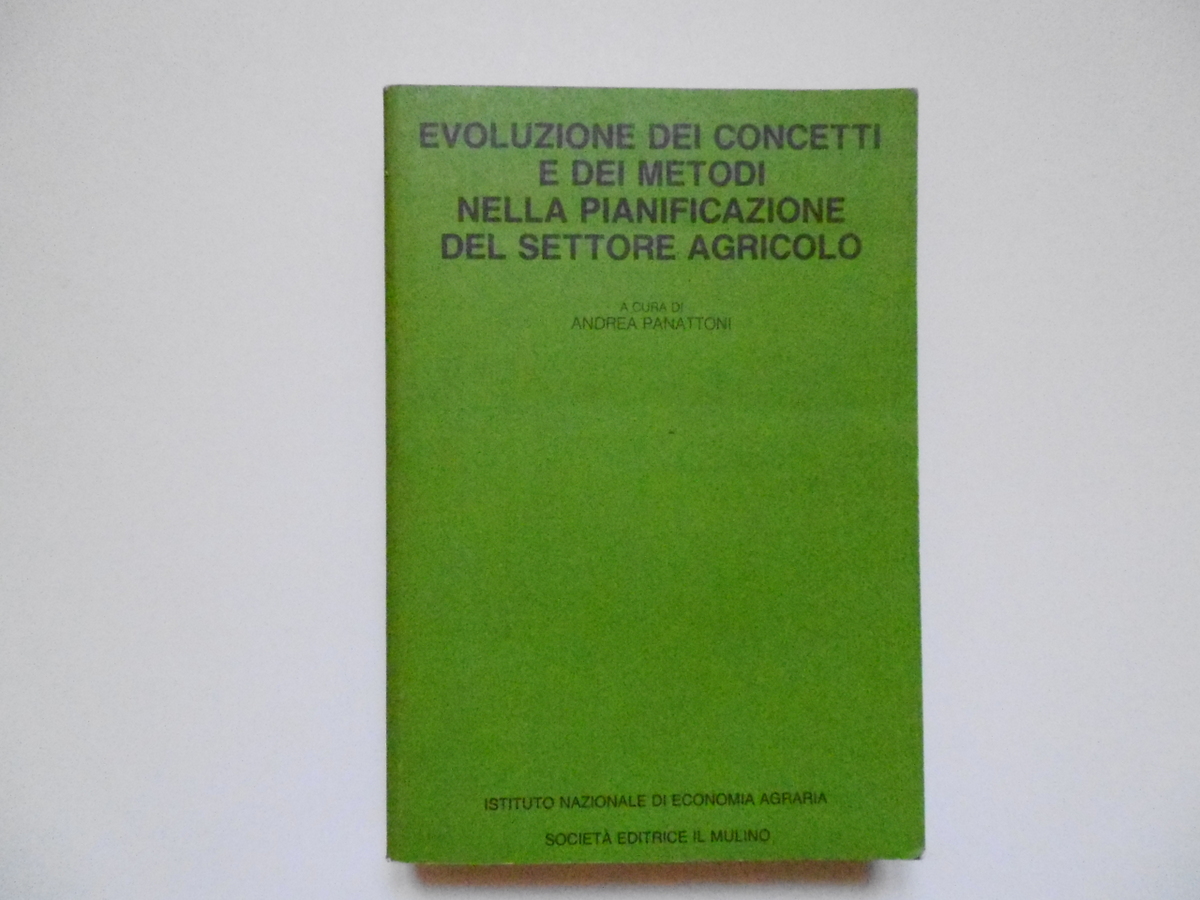 EVOLUZIONE DEI CONCETTI
E DEI METODI
NELLA PIANIFICAZIONE
DEL SETTORE AGRICOLO
A CURA DI
ANDREA PANATTONI
ISTITUTO NAZIONALE DI ECONOMIA AGRARIA
SOCIETÀ EDITRICE IL MULINO